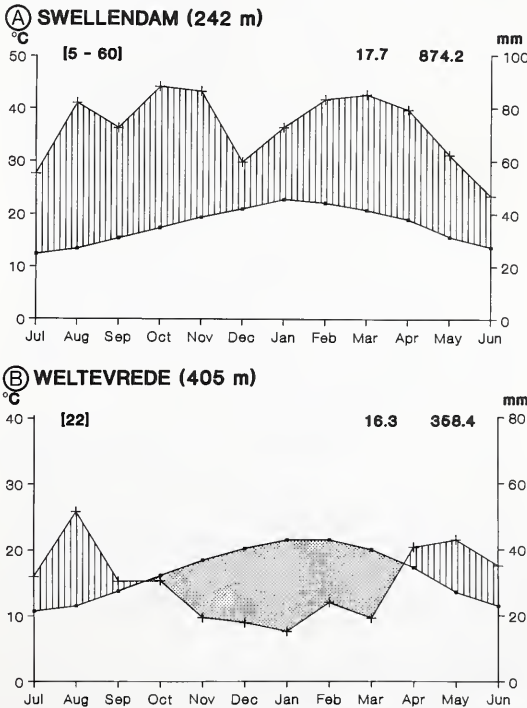 Ⓐ SWELLENDAM (242 m)
°C [5 - 60] 17.7 874.2 mm
50 100
40 80
30 60
20 40
10 20
0 0
Jul Aug Sep Oct Nov Dec Jan Feb Mar Apr May Jun
Ⓑ WELTEVREDE (405 m)
°C mm
40 [22] 16.3 358.4 80
30 60
20 40
10 20
0 0
Jul Aug Sep Oct Nov Dec Jan Feb Mar Apr May Jun